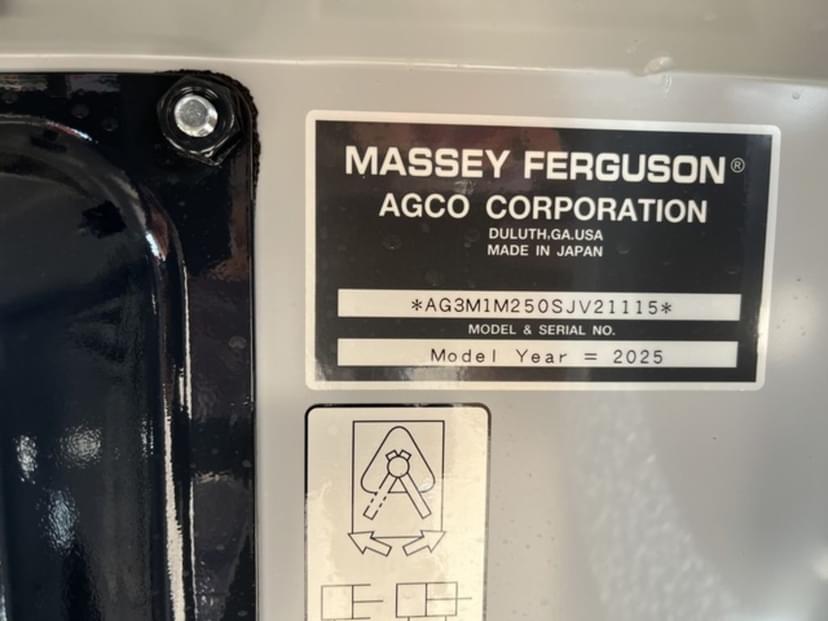 MASSEY FERGUSON®
AGCO CORPORATION
DULUTH,GA.USA
MADE IN JAPAN
*AG3M1M250SJV21115*
MODEL & SERIAL NO.
Model Year = 2025